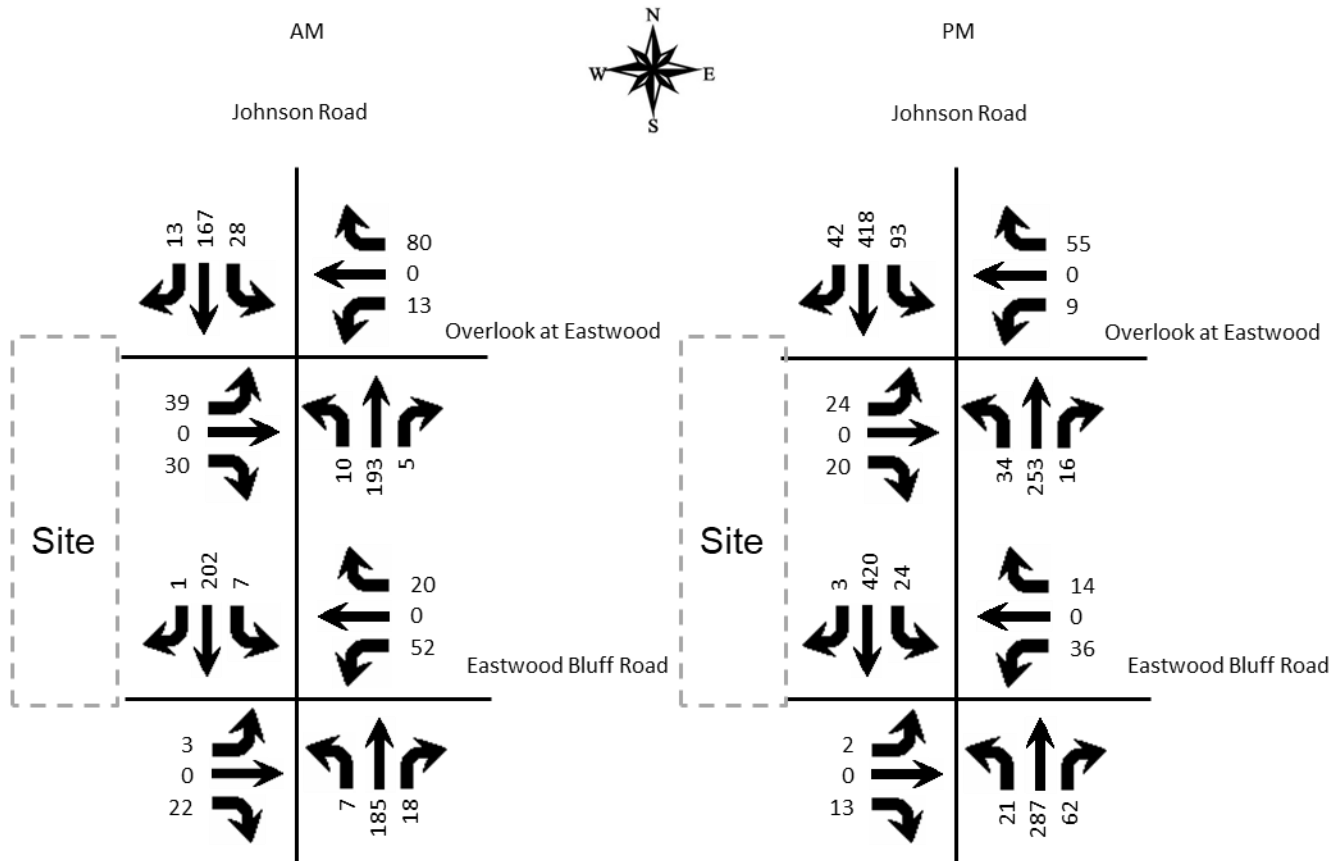 AM
PM
N
W E
S
Johnson Road
Johnson Road
13 167 28
80
0
13
Overlook at Eastwood
39
0
30
10 193 5
Site
1 202 7
20
0
52
Eastwood Bluff Road
3
0
22
7 185 18
42 418 93
55
0
9
Overlook at Eastwood
24
0
20
34 253 16
Site
3 420 24
14
0
36
Eastwood Bluff Road
2
0
13
21 287 62